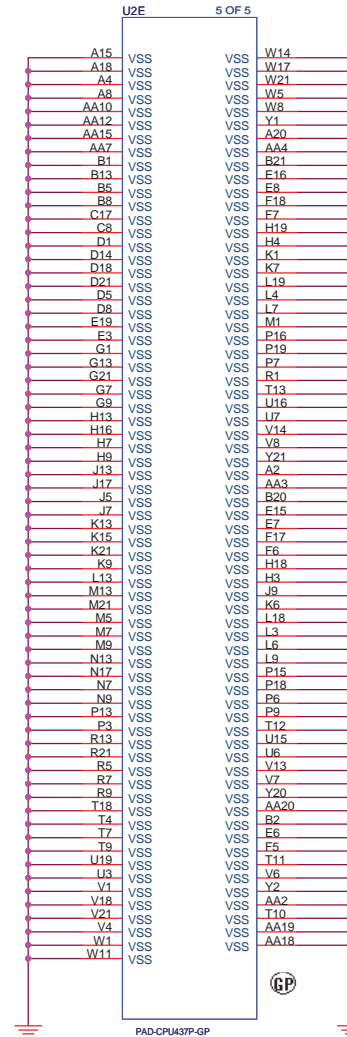 U2E 5 OF 5
A15 VSS VSS W14
A18 VSS VSS W17
A4 VSS VSS W21
A8 VSS VSS W5
AA10 VSS VSS W8
AA12 VSS VSS Y1
AA15 VSS VSS A20
AA7 VSS VSS AA4
B1 VSS VSS B21
B13 VSS VSS E16
B5 VSS VSS E8
B8 VSS VSS F18
C17 VSS VSS F7
C8 VSS VSS H19
D1 VSS VSS H4
D14 VSS VSS K1
D18 VSS VSS K7
D21 VSS VSS L19
D5 VSS VSS L4
D8 VSS VSS L7
E19 VSS VSS M1
E3 VSS VSS P16
G1 VSS VSS P19
G13 VSS VSS P7
G21 VSS VSS R1
G7 VSS VSS T13
G9 VSS VSS U16
H13 VSS VSS U7
H16 VSS VSS V14
H7 VSS VSS V8
H9 VSS VSS Y21
J13 VSS VSS A2
J17 VSS VSS AA3
J5 VSS VSS B20
J7 VSS VSS E15
K13 VSS VSS E7
K15 VSS VSS F17
K21 VSS VSS F6
K9 VSS VSS H18
L13 VSS VSS H3
M13 VSS VSS J9
M21 VSS VSS K6
M5 VSS VSS L18
M7 VSS VSS L3
M9 VSS VSS L6
N13 VSS VSS L9
N17 VSS VSS P15
N7 VSS VSS P18
N9 VSS VSS P6
P13 VSS VSS P9
P3 VSS VSS T12
R13 VSS VSS U15
R21 VSS VSS U6
R5 VSS VSS V13
R7 VSS VSS V7
R9 VSS VSS Y20
T18 VSS VSS AA20
T4 VSS VSS B2
T7 VSS VSS E6
T9 VSS VSS F5
U19 VSS VSS T11
U3 VSS VSS V6
V1 VSS VSS Y2
V18 VSS VSS AA2
V21 VSS VSS T10
V4 VSS VSS AA19
W1 VSS VSS AA18
W11 VSS
GP
PAD-CPU437P-GP